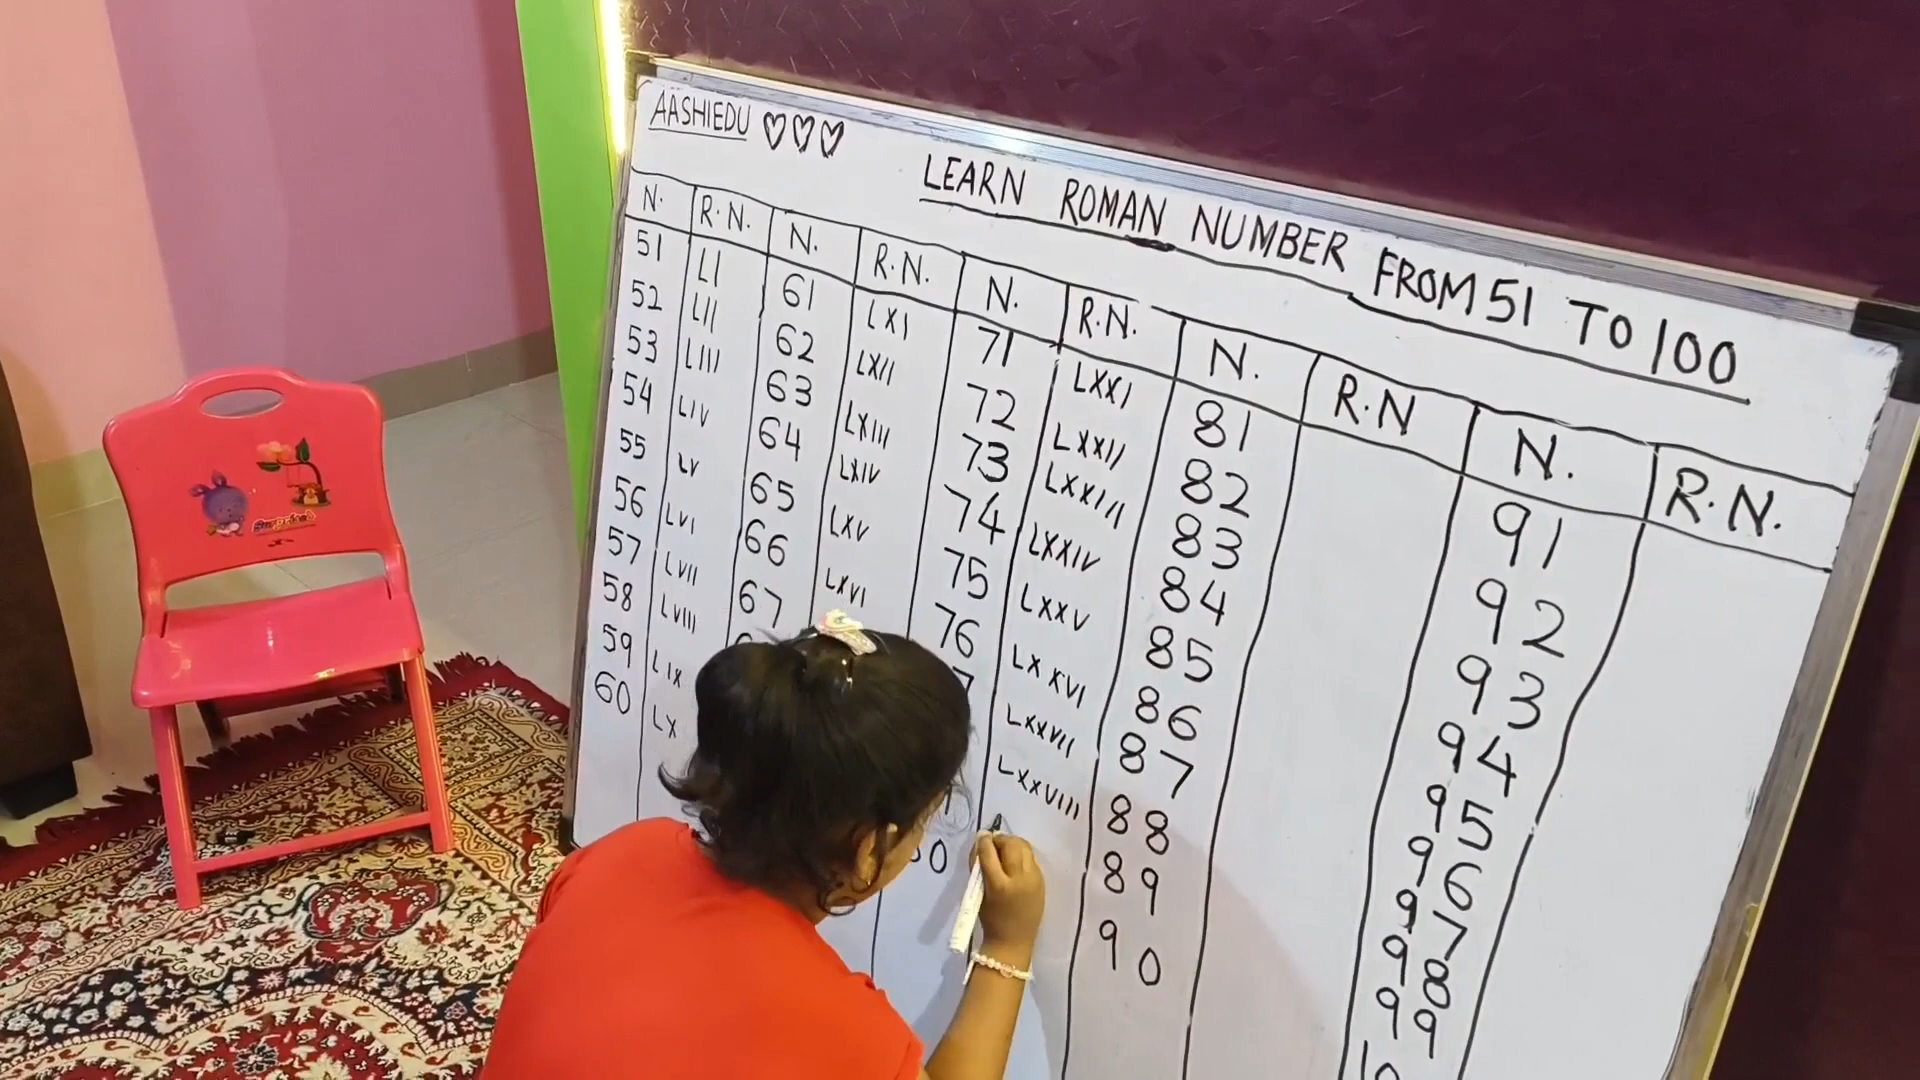 AASHIEDU ♡♡♡
LEARN ROMAN NUMBER FROM 51 TO 100
N. R.N. N. R.N. N. R.N. N. R.N N. R.N.
51 LI 61 LXI 71 LXXI 81 91
52 LII 62 LXII 72 LXXII 82 92
53 LIII 63 LXIII 73 LXXIII 83 93
54 LIV 64 LXIV 74 LXXIV 84 94
55 LV 65 LXV 75 LXXV 85 95
56 LVI 66 LXVI 76 LXXVI 86 96
57 LVII 67 LXXVII 87 97
58 LVIII LXXVIII 88 98
59 LIX 89 99
60 LX 90